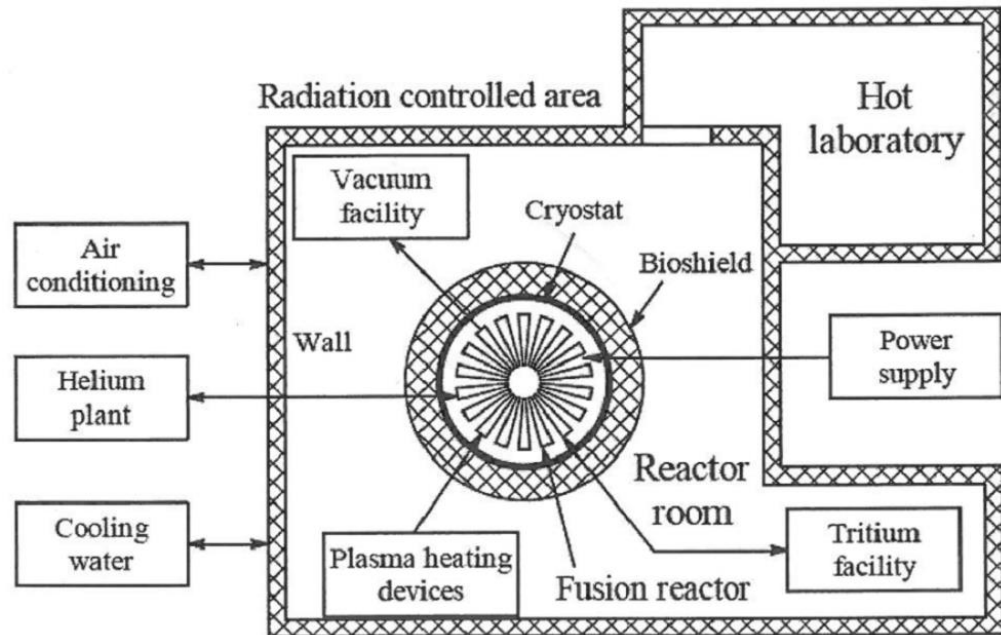 Radiation controlled area
Hot
laboratory
Vacuum
facility
Cryostat
Air
conditioning
Bioshield
Wall
Power
supply
Helium
plant
Reactor
room
Cooling
water
Plasma heating
devices
Fusion reactor
Tritium
facility